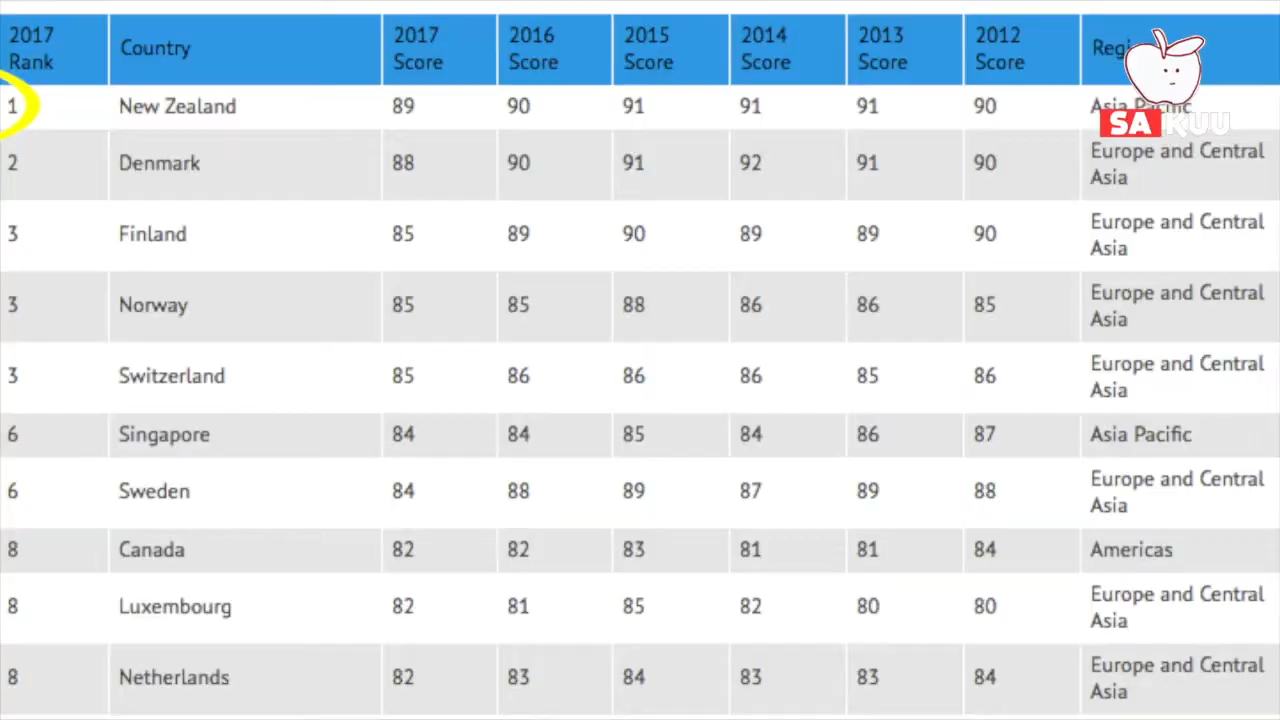 2017 Rank Country 2017 Score 2016 Score 2015 Score 2014 Score 2013 Score 2012 Score
1 New Zealand 89 90 91 91 91 90 Asia Pacific
SA KUU
2 Denmark 88 90 91 92 91 90 Europe and Central Asia
3 Finland 85 89 90 89 89 90 Europe and Central Asia
3 Norway 85 85 88 86 86 85 Europe and Central Asia
3 Switzerland 85 86 86 86 85 86 Europe and Central Asia
6 Singapore 84 84 85 84 86 87 Asia Pacific
6 Sweden 84 88 89 87 89 88 Europe and Central Asia
8 Canada 82 82 83 81 81 84 Americas
8 Luxembourg 82 81 85 82 80 80 Europe and Central Asia
8 Netherlands 82 83 84 83 83 84 Europe and Central Asia